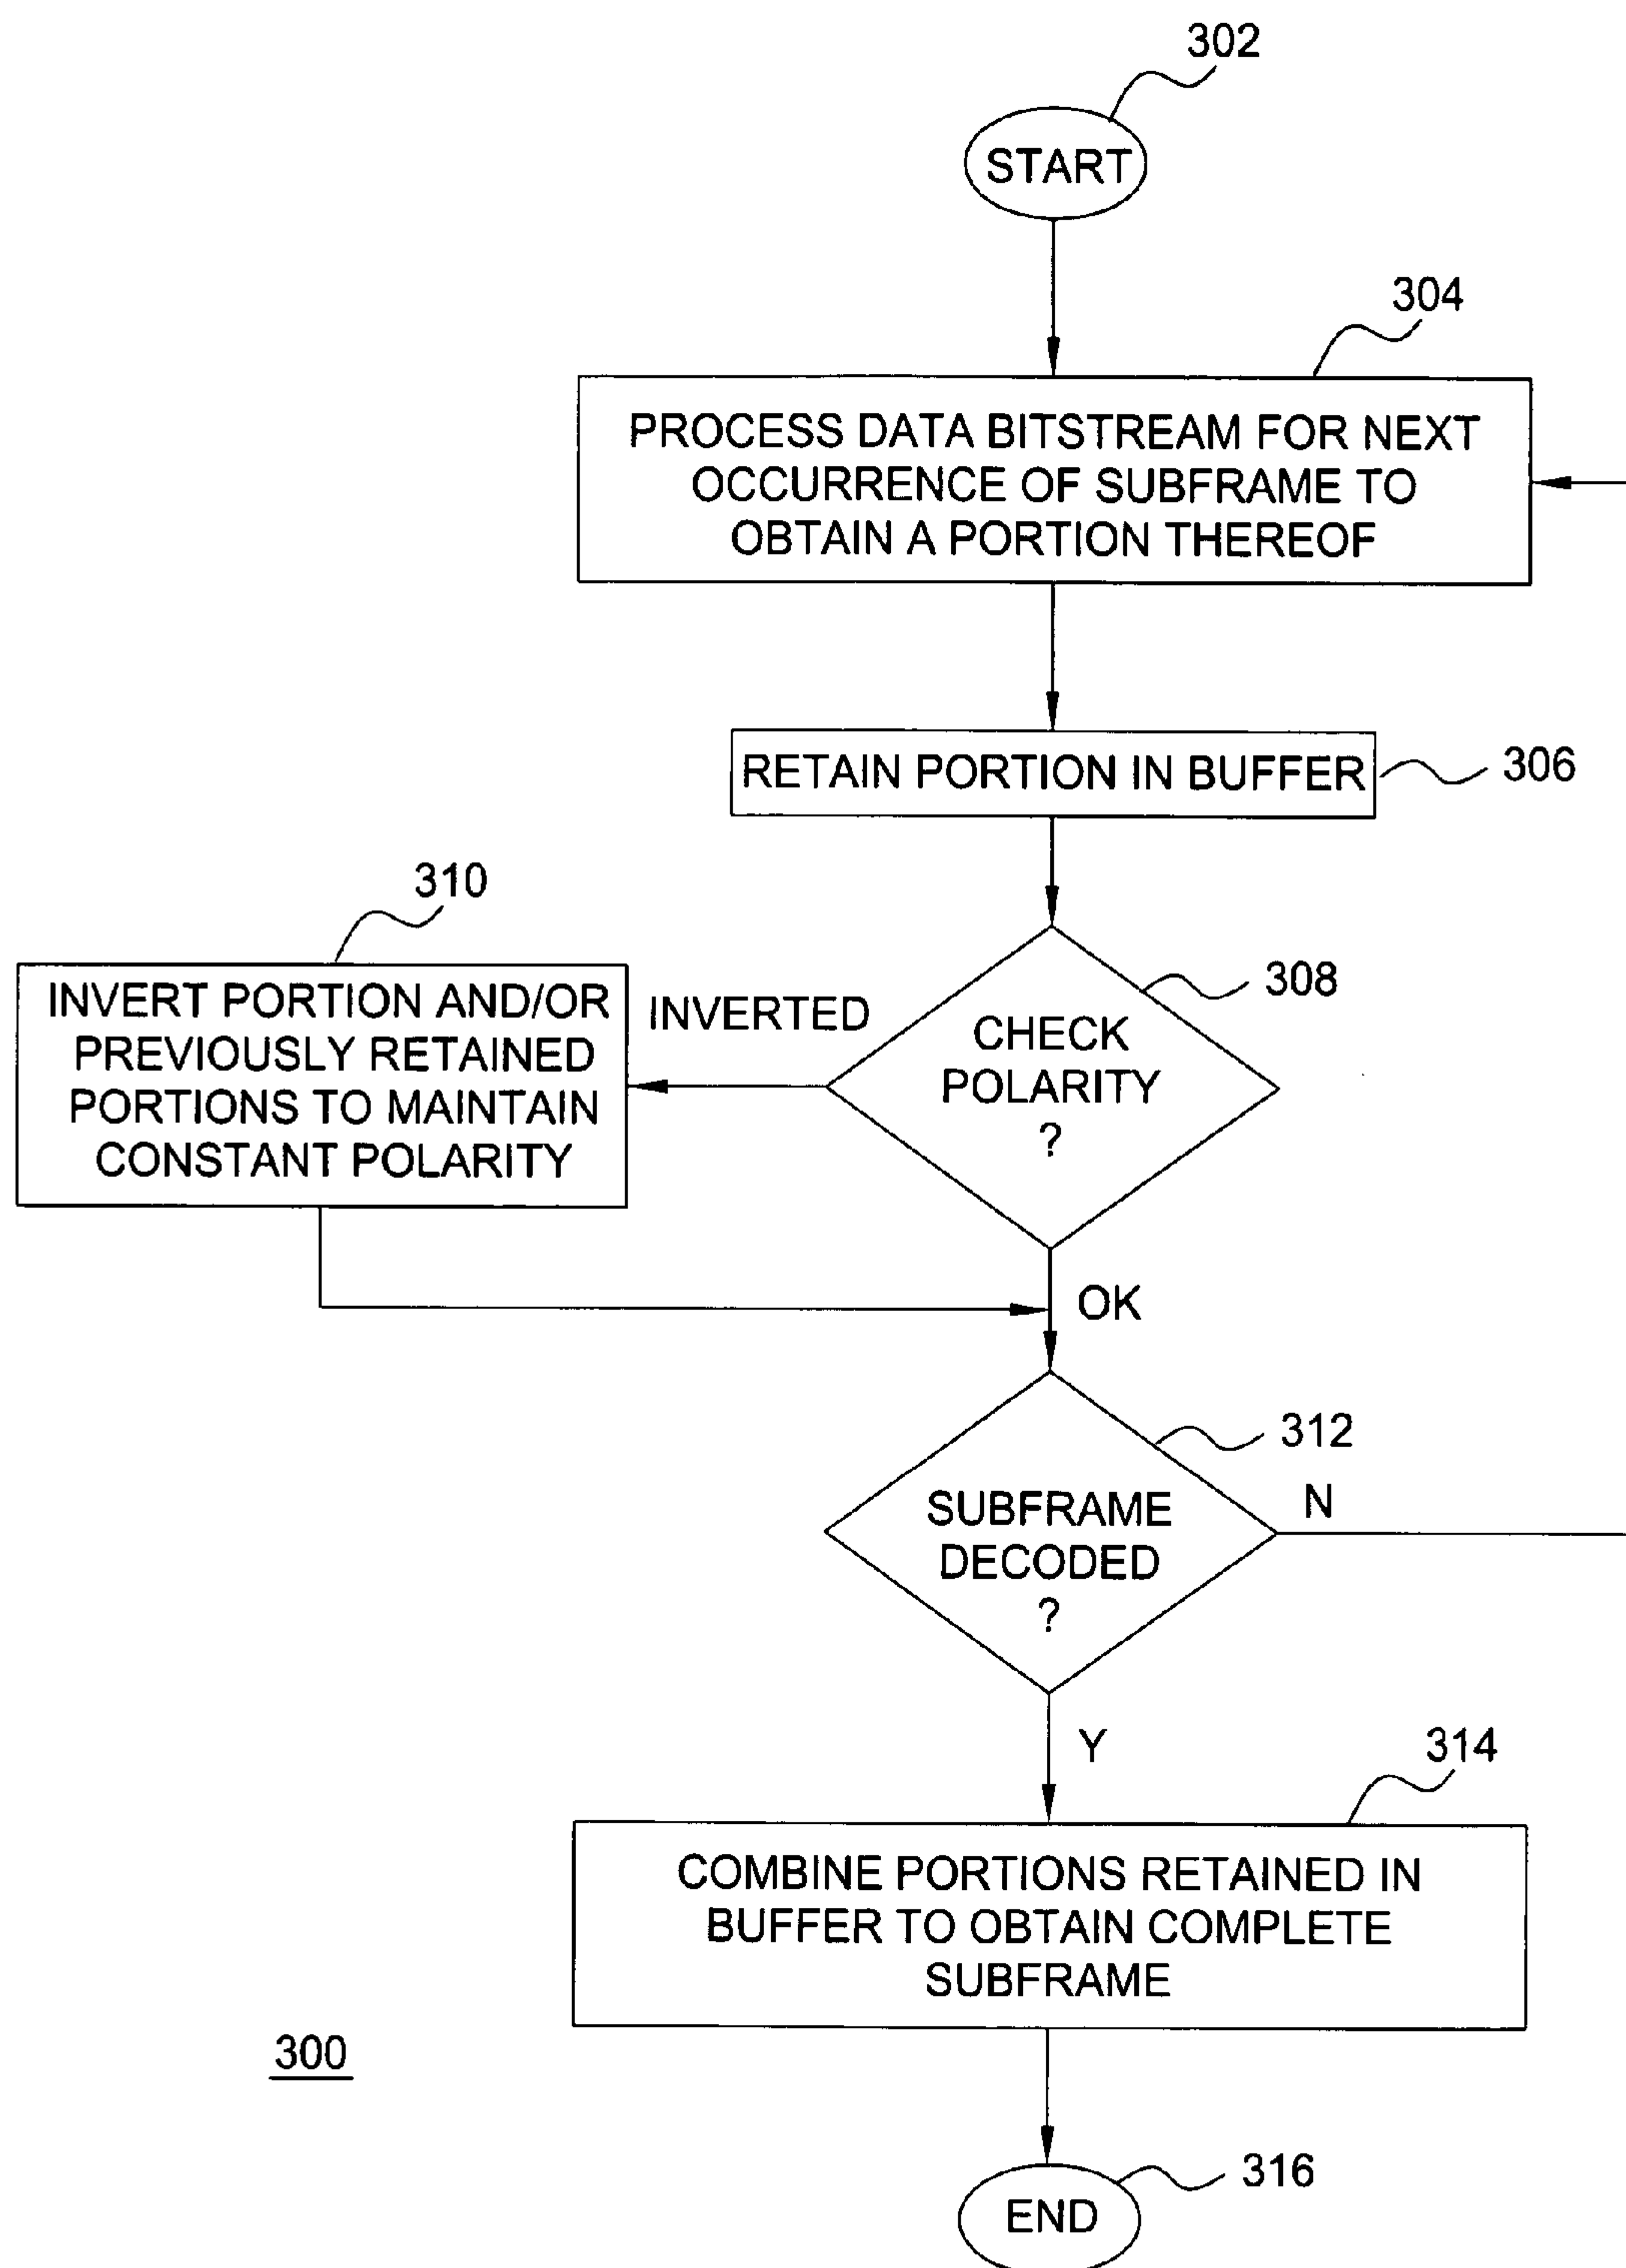 302
START
304
PROCESS DATA BITSTREAM FOR NEXT
OCCURRENCE OF SUBFRAME TO
OBTAIN A PORTION THEREOF
RETAIN PORTION IN BUFFER
306
310
INVERT PORTION AND/OR
PREVIOUSLY RETAINED
PORTIONS TO MAINTAIN
CONSTANT POLARITY
INVERTED
308
CHECK
POLARITY
?
OK
312
SUBFRAME
DECODED
?
N
Y
314
COMBINE PORTIONS RETAINED IN
BUFFER TO OBTAIN COMPLETE
SUBFRAME
300
316
END